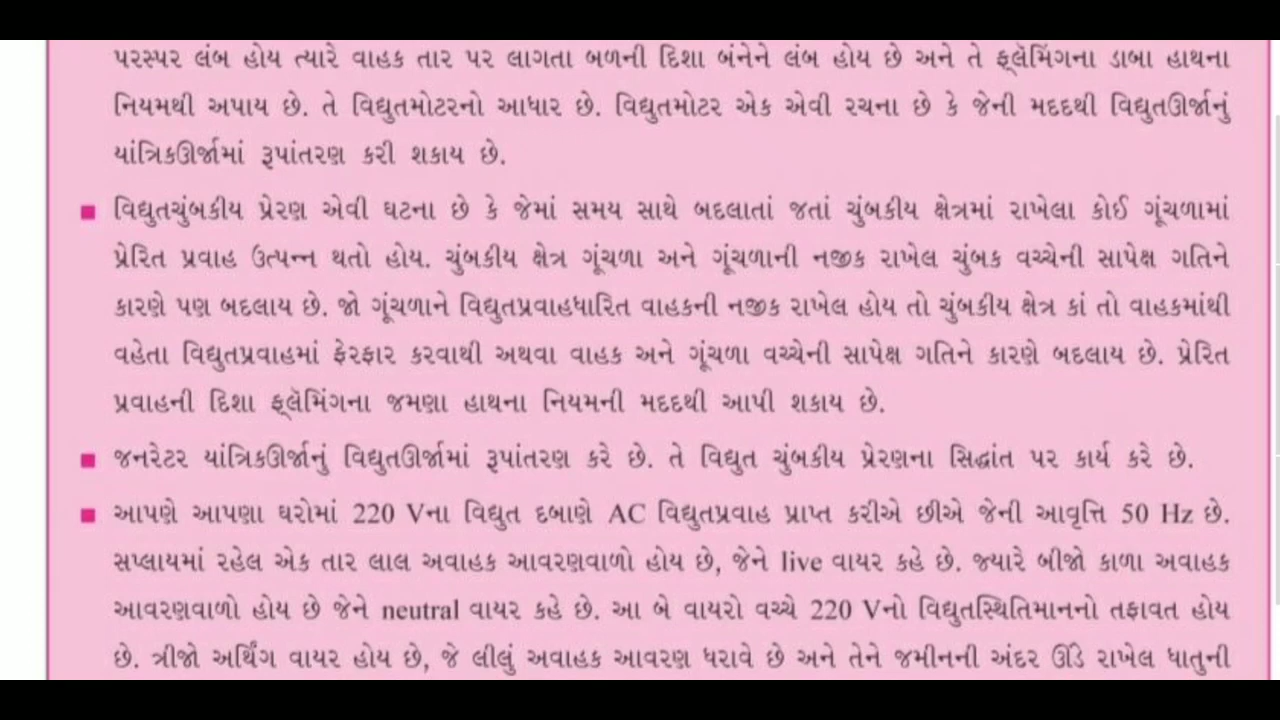 પરસ્પર લંબ હોય ત્યારે વાહક તાર પર લાગતા બળની દિશા બંનેને લંબ હોય છે અને તે ફ્લૅમિંગના ડાબા હાથના
નિયમથી અપાય છે. તે વિદ્યુતમોટરનો આધાર છે. વિદ્યુતમોટર એક એવી રચના છે કે જેની મદદથી વિદ્યુતઊર્જાનું
યાંત્રિકઊર્જામાં રૂપાંતરણ કરી શકાય છે.
■ વિદ્યુતચુંબકીય પ્રેરણ એવી ઘટના છે કે જેમાં સમય સાથે બદલાતાં જતાં ચુંબકીય ક્ષેત્રમાં રાખેલા કોઈ ગૂંચળામાં
પ્રેરિત પ્રવાહ ઉત્પન્ન થતો હોય. ચુંબકીય ક્ષેત્ર ગૂંચળા અને ગૂંચળાની નજીક રાખેલ ચુંબક વચ્ચેની સાપેક્ષ ગતિને
કારણે પણ બદલાય છે. જો ગૂંચળાને વિદ્યુતપ્રવાહધારિત વાહકની નજીક રાખેલ હોય તો ચુંબકીય ક્ષેત્ર કાં તો વાહકમાંથી
વહેતા વિદ્યુતપ્રવાહમાં ફેરફાર કરવાથી અથવા વાહક અને ગૂંચળા વચ્ચેની સાપેક્ષ ગતિને કારણે બદલાય છે. પ્રેરિત
પ્રવાહની દિશા ફ્લૅમિંગના જમણા હાથના નિયમની મદદથી આપી શકાય છે.
■ જનરેટર યાંત્રિકઊર્જાનું વિદ્યુતઊર્જામાં રૂપાંતરણ કરે છે. તે વિદ્યુત ચુંબકીય પ્રેરણના સિદ્ધાંત પર કાર્ય કરે છે.
■ આપણે આપણા ઘરોમાં 220 Vના વિદ્યુત દબાણે AC વિદ્યુતપ્રવાહ પ્રાપ્ત કરીએ છીએ જેની આવૃત્તિ 50 Hz છે.
સપ્લાયમાં રહેલ એક તાર લાલ અવાહક આવરણવાળો હોય છે, જેને live વાયર કહે છે. જ્યારે બીજો કાળા અવાહક
આવરણવાળો હોય છે જેને neutral વાયર કહે છે. આ બે વાયરો વચ્ચે 220 Vનો વિદ્યુતસ્થિતિમાનનો તફાવત હોય
છે. ત્રીજો અર્થિંગ વાયર હોય છે, જે લીલું અવાહક આવરણ ધરાવે છે અને તેને જમીનની અંદર ઊંડે રાખેલ ધાતુની